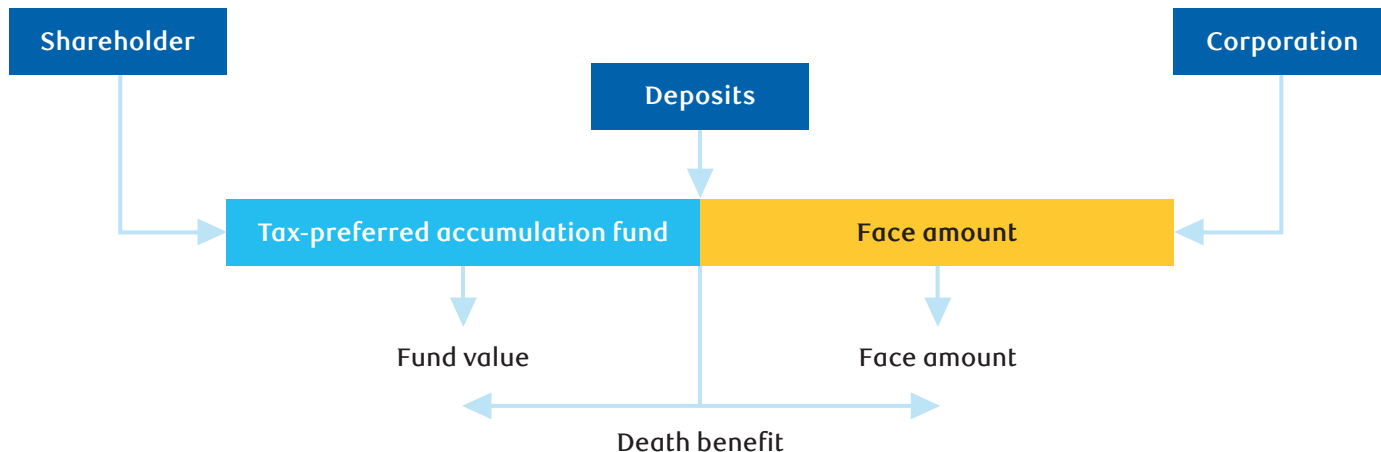 Shareholder
Corporation
Deposits
Tax-preferred accumulation fund
Face amount
Fund value
Face amount
Death benefit